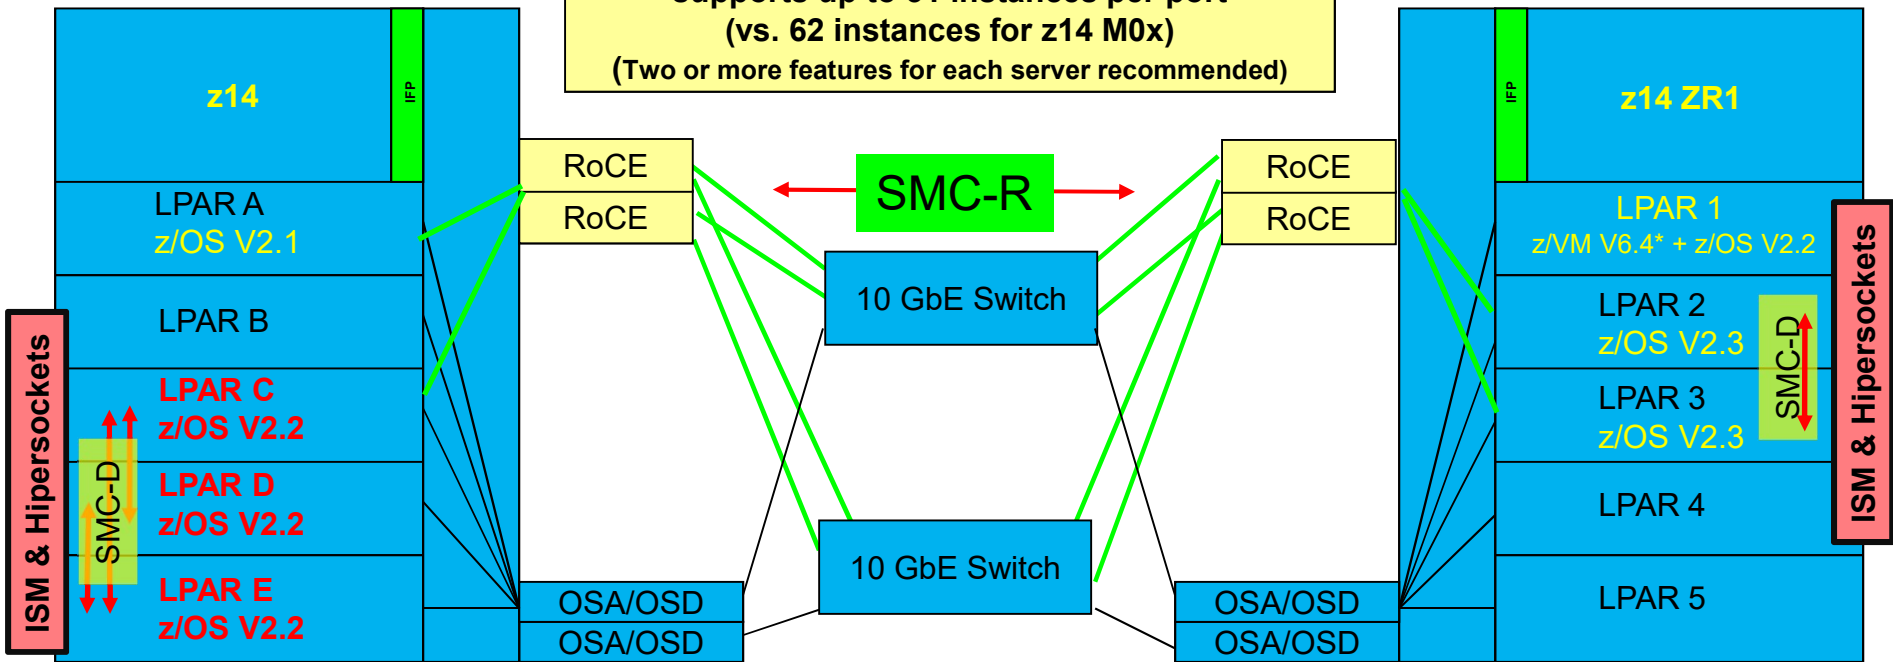 (vs. 62 instances for z14 M0x)
(Two or more features for each server recommended)
z14
IFP
LPAR A
z/OS V2.1
LPAR B
LPAR C
z/OS V2.2
LPAR D
z/OS V2.2
LPAR E
z/OS V2.2
ISM & Hipersockets
SMC-D
RoCE
RoCE
SMC-R
10 GbE Switch
10 GbE Switch
OSA/OSD
OSA/OSD
RoCE
RoCE
OSA/OSD
OSA/OSD
IFP
z14 ZR1
LPAR 1
z/VM V6.4* + z/OS V2.2
LPAR 2
z/OS V2.3
LPAR 3
z/OS V2.3
LPAR 4
LPAR 5
SMC-D
ISM & Hipersockets